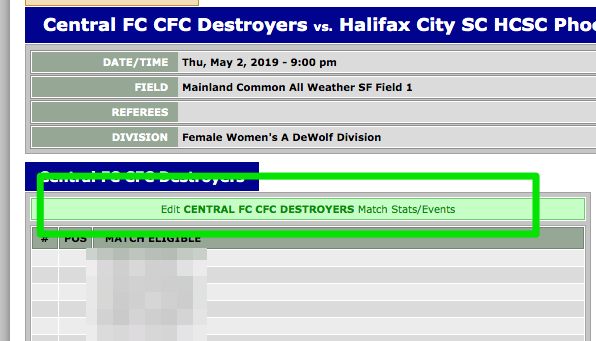 Central FC CFC Destroyers vs. Halifax City SC HCSC Phoe
DATE/TIME Thu, May 2, 2019 - 9:00 pm
FIELD Mainland Common All Weather SF Field 1
REFEREES
DIVISION Female Women's A DeWolf Division
Central FC CFC Destroyers
Edit CENTRAL FC CFC DESTROYERS Match Stats/Events
# POS MATCH ELIGIBLE